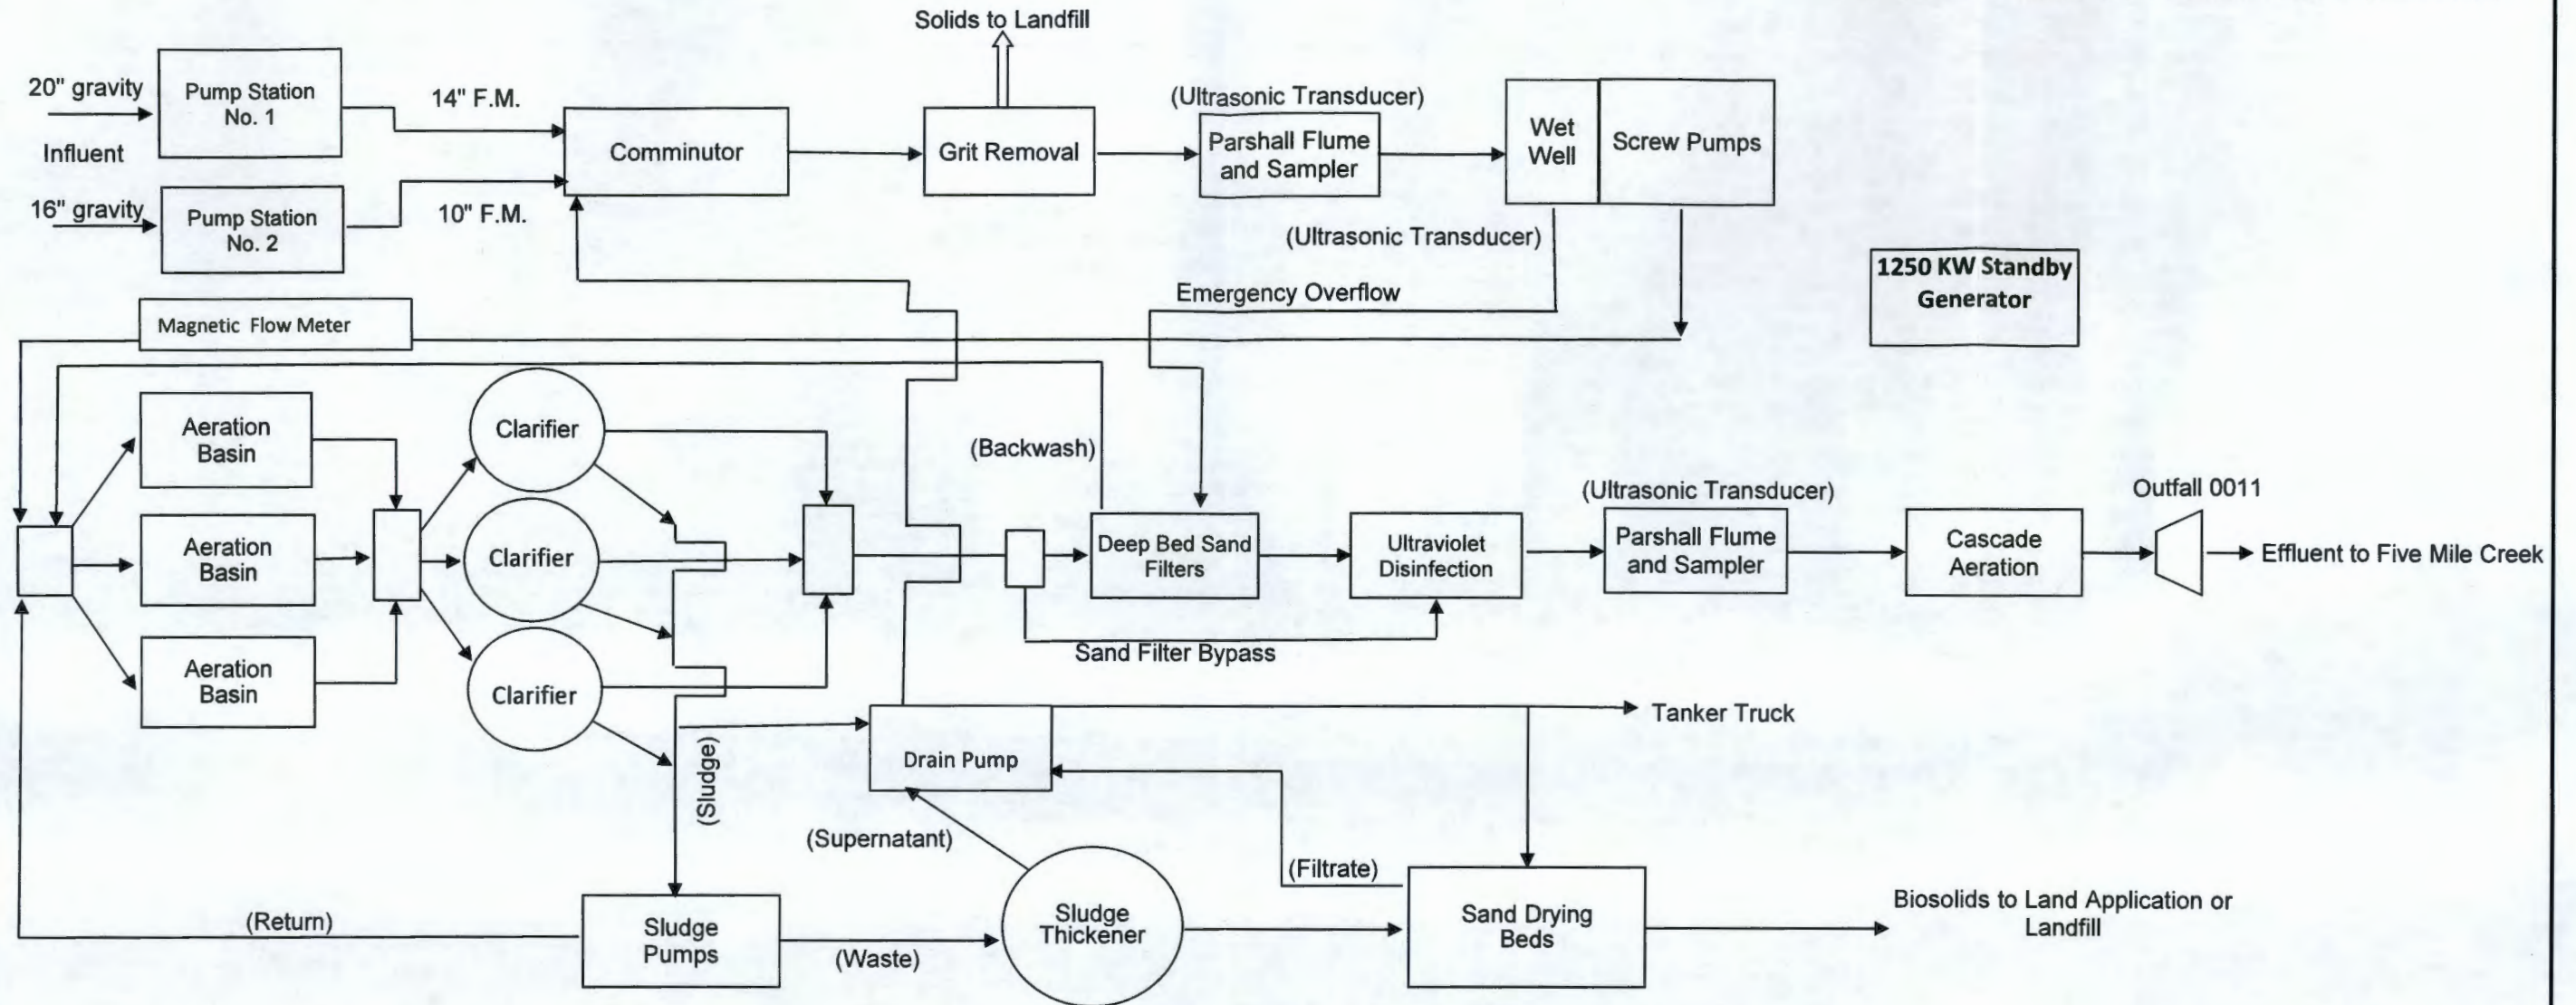 Solids to Landfill
20" gravity
Pump Station
No. 1
14" F.M.
(Ultrasonic Transducer)
Influent
Comminutor
Grit Removal
Parshall Flume
and Sampler
Wet
Well
Screw Pumps
16" gravity
Pump Station
No. 2
10" F.M.
(Ultrasonic Transducer)
1250 KW Standby
Generator
Emergency Overflow
Magnetic Flow Meter
Aeration
Basin
Clarifier
(Backwash)
Aeration
Basin
Clarifier
Deep Bed Sand
Filters
Ultraviolet
Disinfection
(Ultrasonic Transducer)
Parshall Flume
and Sampler
Cascade
Aeration
Outfall 0011
Effluent to Five Mile Creek
Aeration
Basin
Clarifier
Sand Filter Bypass
Tanker Truck
(Sludge)
Drain Pump
(Supernatant)
(Filtrate)
(Return)
Sludge
Pumps
(Waste)
Sludge
Thickener
Sand Drying
Beds
Biosolids to Land Application or
Landfill